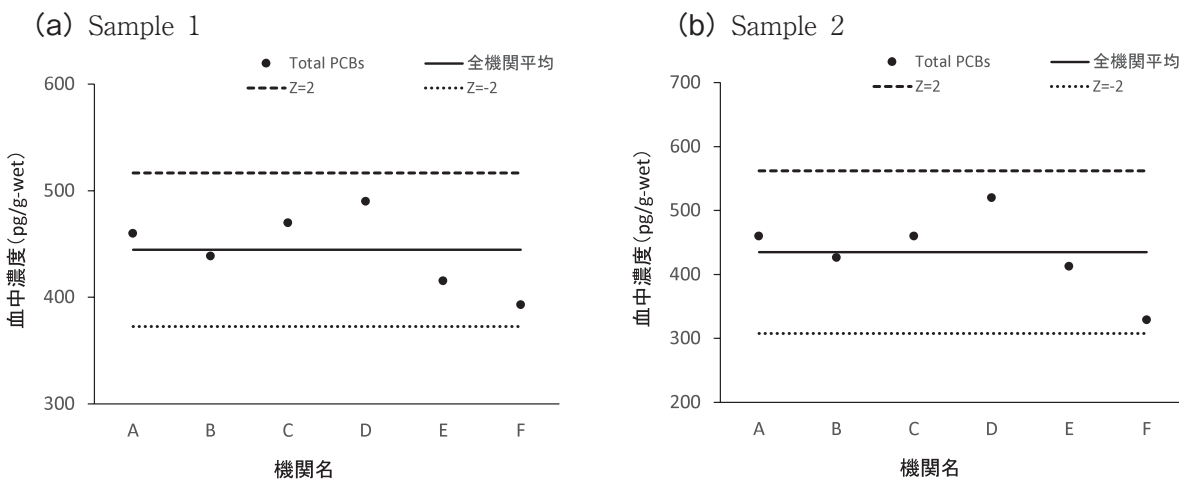 (a) Sample 1
Total PCBs 全機関平均
Z=2 Z=-2
600
500
400
300
血中濃度(pg/g-wet)
A B C D E F
機関名
(b) Sample 2
Total PCBs 全機関平均
Z=2 Z=-2
700
600
500
400
300
200
血中濃度(pg/g-wet)
A B C D E F
機関名